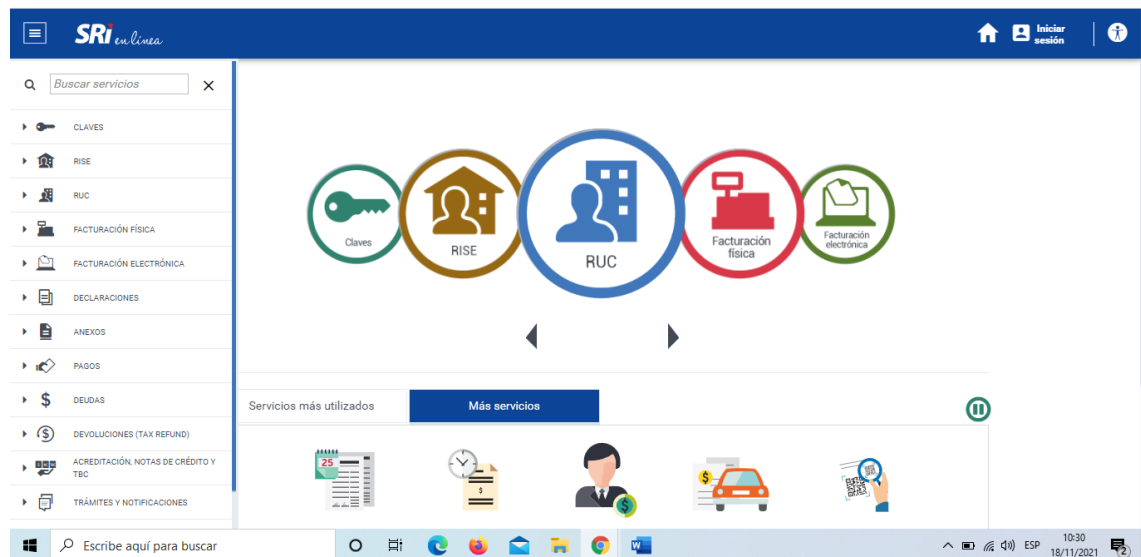 SRi en línea
Iniciar
sesión
Buscar servicios
CLAVES
RISE
RUC
FACTURACIÓN FÍSICA
FACTURACIÓN ELECTRÓNICA
DECLARACIONES
ANEXOS
PAGOS
DEUDAS
DEVOLUCIONES (TAX REFUND)
ACREDITACIÓN, NOTAS DE CRÉDITO Y
TBC
TRÁMITES Y NOTIFICACIONES
Claves
RISE
RUC
Facturación
física
Facturación
electrónica
Servicios más utilizados
Más servicios
25
Escribe aquí para buscar
ESP
10:30
18/11/2021
2